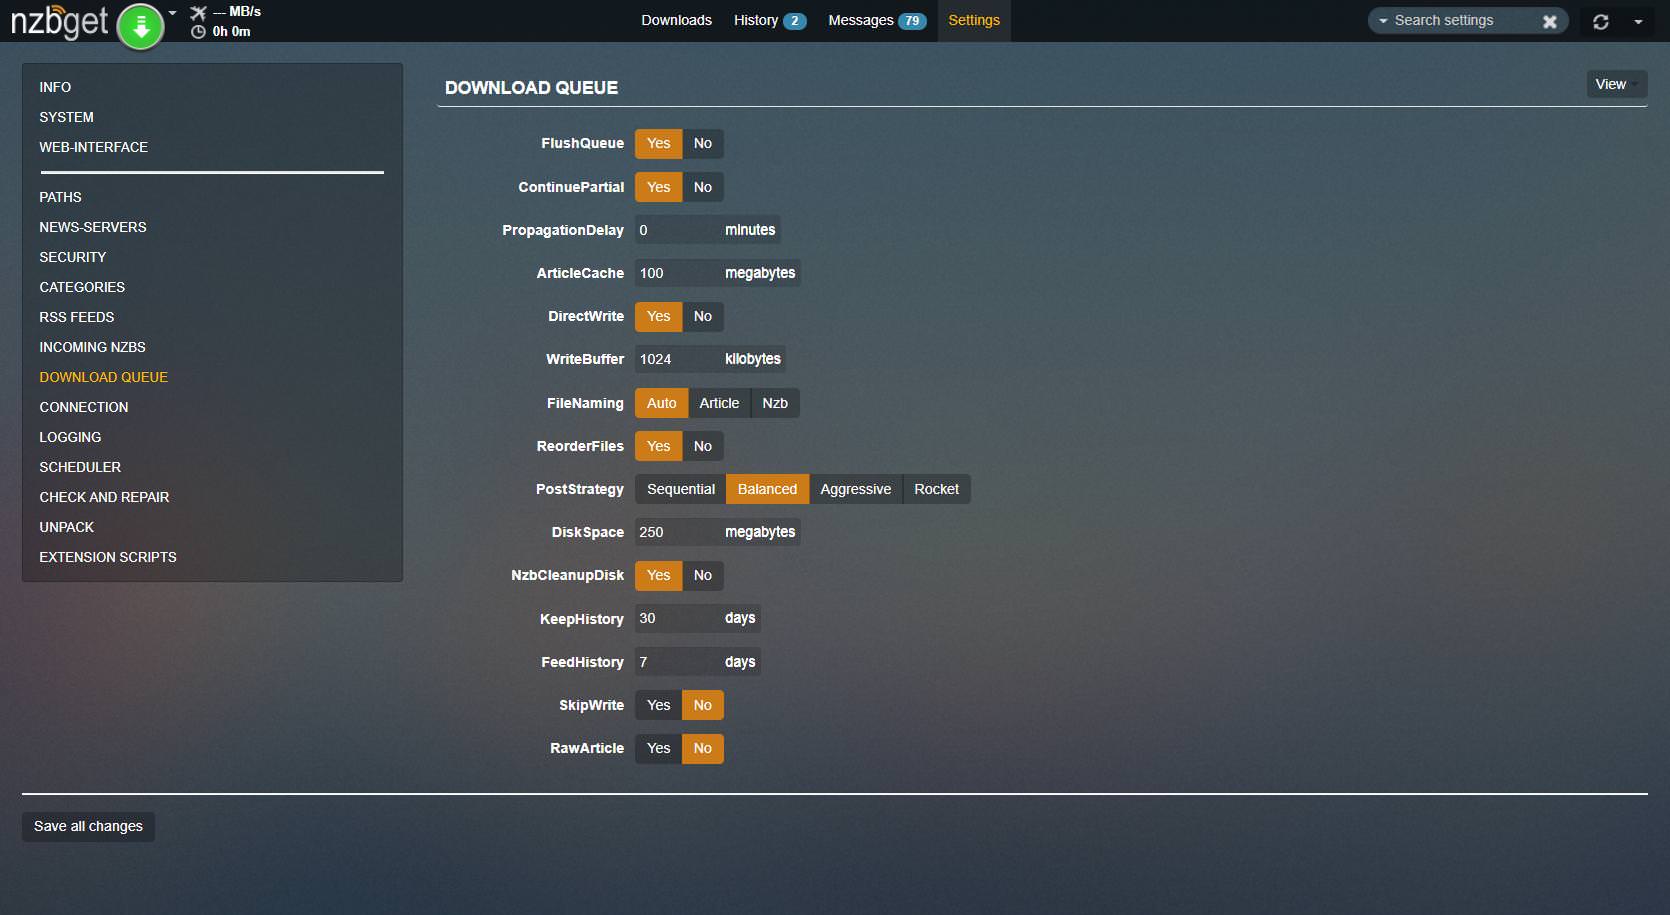 nzbget
--- MB/s
0h 0m
Downloads
History 2
Messages 79
Settings
Search settings
INFO
SYSTEM
WEB-INTERFACE
PATHS
NEWS-SERVERS
SECURITY
CATEGORIES
RSS FEEDS
INCOMING NZBS
DOWNLOAD QUEUE
CONNECTION
LOGGING
SCHEDULER
CHECK AND REPAIR
UNPACK
EXTENSION SCRIPTS
DOWNLOAD QUEUE
View
FlushQueue Yes No
ContinuePartial Yes No
PropagationDelay 0 minutes
ArticleCache 100 megabytes
DirectWrite Yes No
WriteBuffer 1024 kilobytes
FileNaming Auto Article Nzb
ReorderFiles Yes No
PostStrategy Sequential Balanced Aggressive Rocket
DiskSpace 250 megabytes
NzbCleanupDisk Yes No
KeepHistory 30 days
FeedHistory 7 days
SkipWrite Yes No
RawArticle Yes No
Save all changes